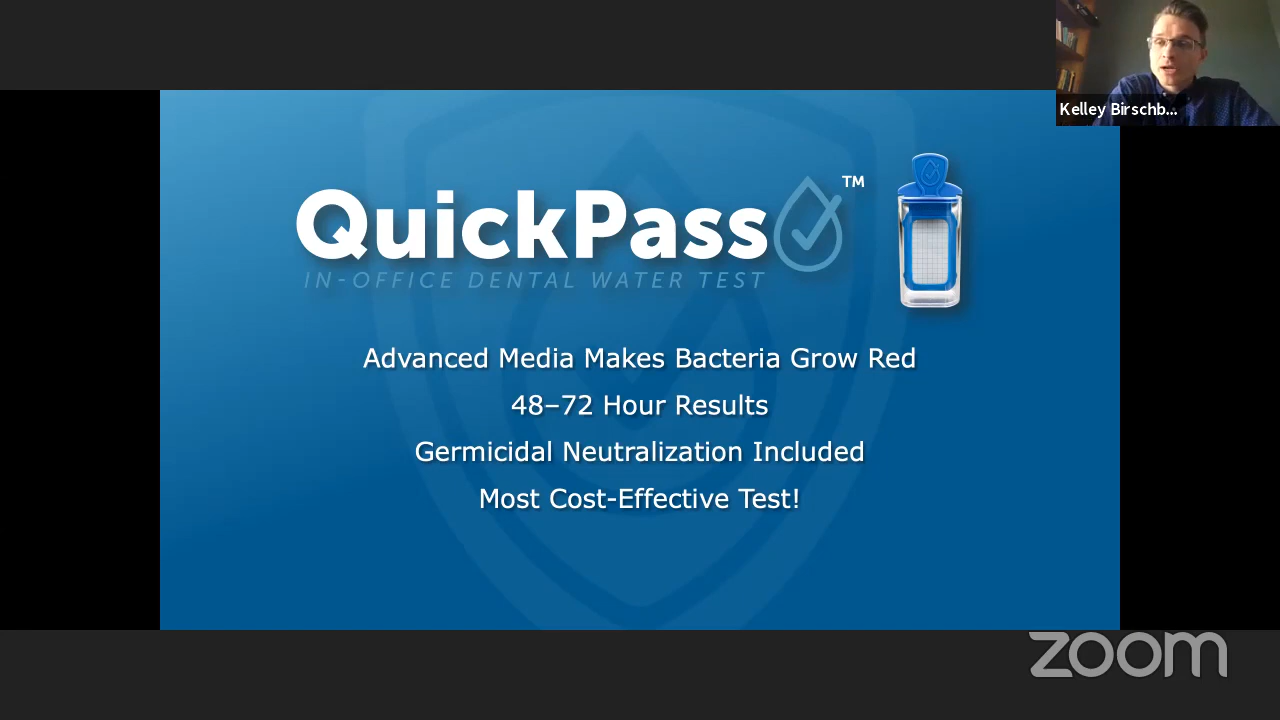 Kelley Birschb...
QuickPass™
IN-OFFICE DENTAL WATER TEST
Advanced Media Makes Bacteria Grow Red
48–72 Hour Results
Germicidal Neutralization Included
Most Cost-Effective Test!
zoom